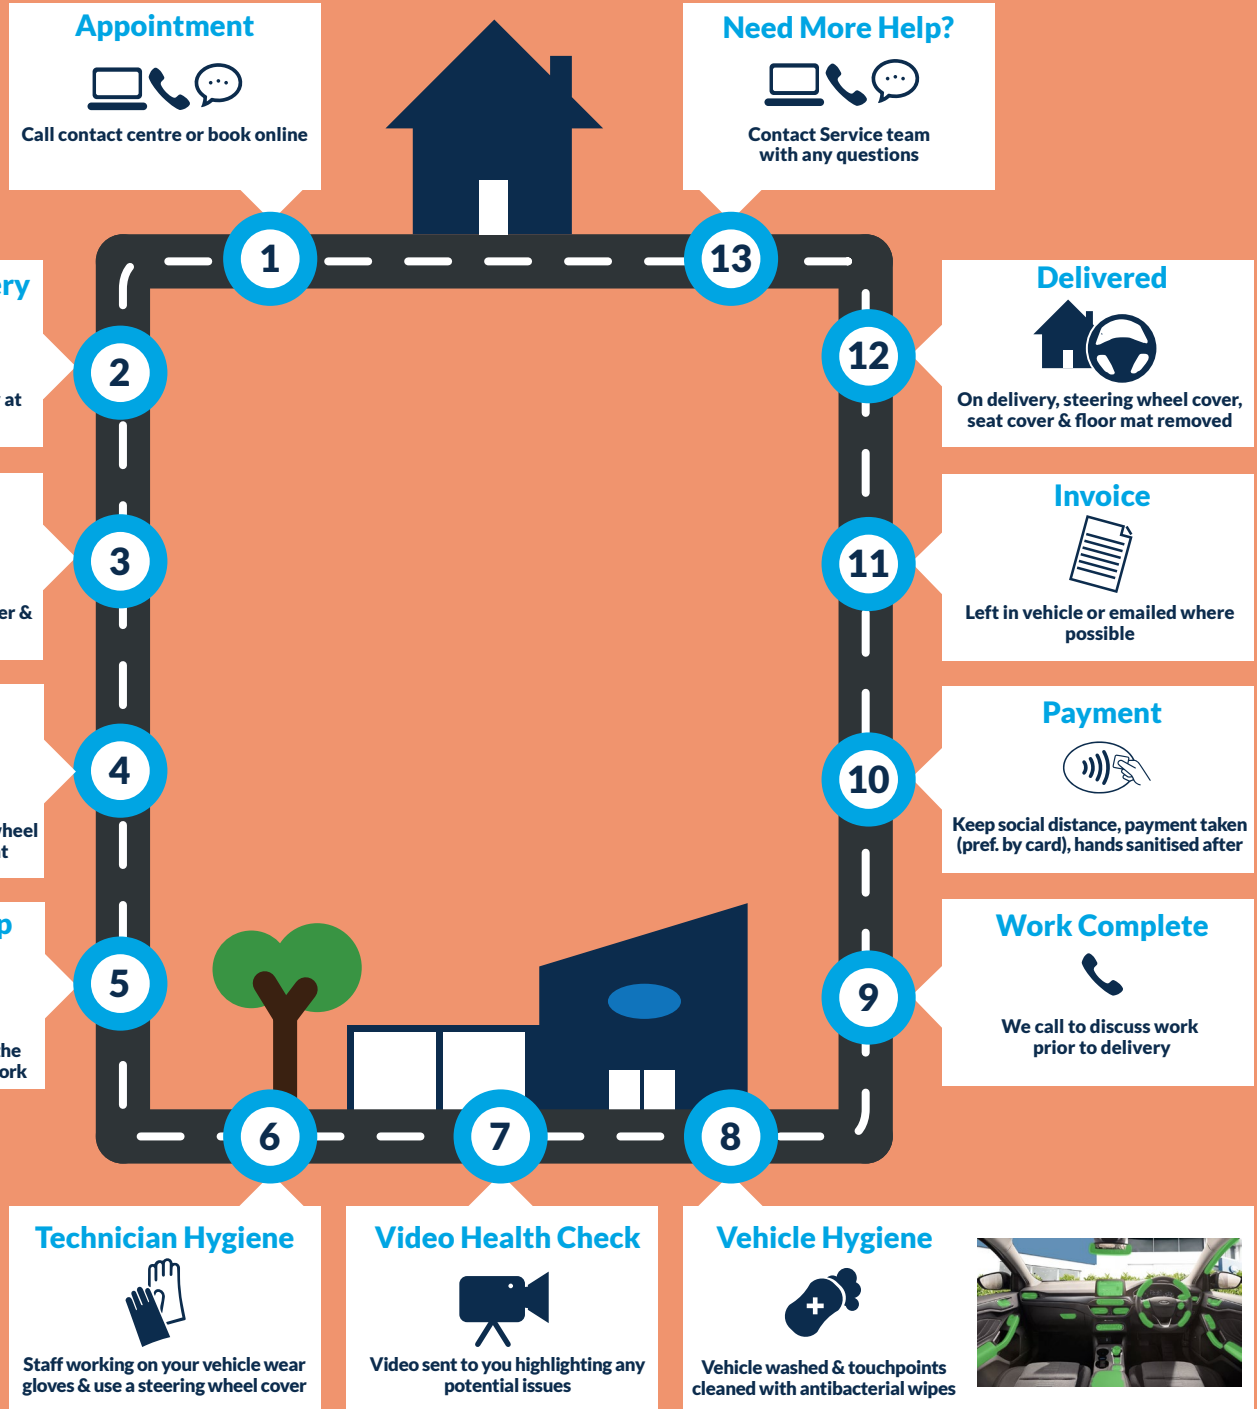 Appointment
Call contact centre or book online
Need More Help?
Contact Service team
with any questions
1
13
2
at
12
Delivered
On delivery, steering wheel cover,
seat cover & floor mat removed
3
&
11
Invoice
Left in vehicle or emailed where
possible
4
10
Payment
Keep social distance, payment taken
(pref. by card), hands sanitised after
5
9
Work Complete
We call to discuss work
prior to delivery
6
7
8
Technician Hygiene
Staff working on your vehicle wear
gloves & use a steering wheel cover
Video Health Check
Video sent to you highlighting any
potential issues
Vehicle Hygiene
Vehicle washed & touchpoints
cleaned with antibacterial wipes